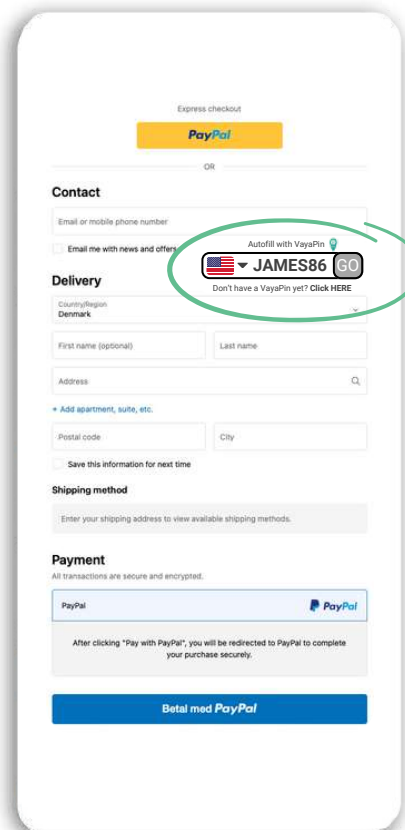 Express checkout
PayPal
OR
Contact
Email or mobile phone number
Email me with news and offers
Autofill with VayaPin
JAMES86 GO
Don't have a VayaPin yet? Click HERE
Delivery
Country/Region
Denmark
First name (optional) Last name
Address
+ Add apartment, suite, etc.
Postal code City
Save this information for next time
Shipping method
Enter your shipping address to view available shipping methods.
Payment
All transactions are secure and encrypted.
PayPal PayPal
After clicking "Pay with PayPal", you will be redirected to PayPal to complete
your purchase securely.
Betal med PayPal